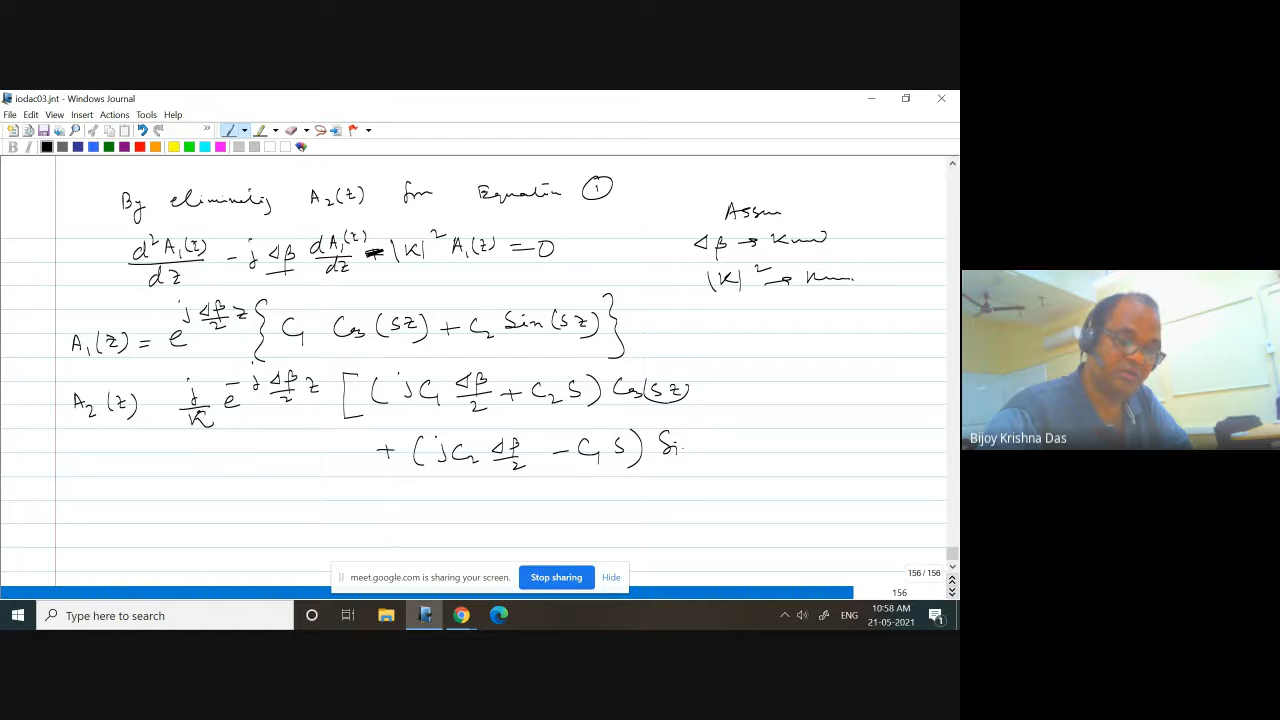 iodac03.jnt - Windows Journal
File Edit View Insert Actions Tools Help
By eliminating A₂(z) for Equation ①
d²A₁(z)/dz - j Δβ dA₁(z)/dz + |κ|² A₁(z) = 0
Assum
Δβ → Known
|κ|² → Known
A₁(z) = e^{j Δβ/2 z} { C₁ Cos(Sz) + C₂ Sin(Sz) }
A₂(z) j/κ e^{-j Δβ/2 z} [ ( jC₁ Δβ/2 + C₂ S ) Cos(Sz)
+ ( jC₂ Δβ/2 - C₁ S ) Si
Bijoy Krishna Das
meet.google.com is sharing your screen. Stop sharing Hide
156 / 156
156
Type here to search
ENG
10:58 AM
21-05-2021
1